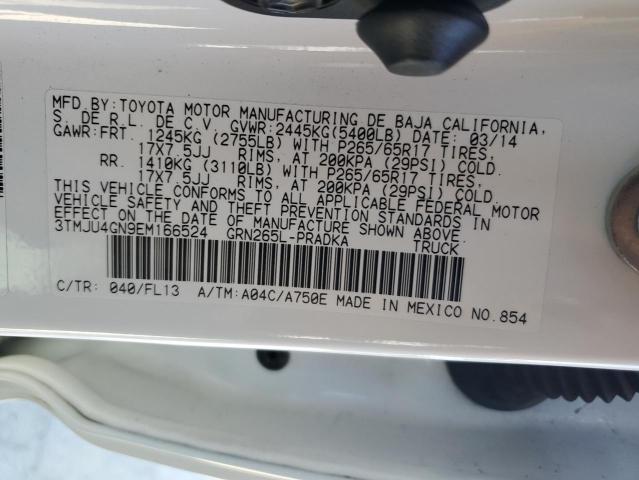 MFD.BY:TOYOTA MOTOR MANUFACTURING DE BAJA CALIFORNIA,
S. DE R.L. DE C.V. GVWR:2445KG(5400LB) DATE: 03/14
GAWR:FRT. 1245KG (2755LB) WITH P265/65R17 TIRES,
17X7.5JJ RIMS, AT 200KPA (29PSI) COLD.
RR. 1410KG (3110LB) WITH P265/65R17 TIRES,
17X7.5JJ RIMS, AT 200KPA (29PSI) COLD.
THIS VEHICLE CONFORMS TO ALL APPLICABLE FEDERAL MOTOR
VEHICLE SAFETY AND THEFT PREVENTION STANDARDS IN
EFFECT ON THE DATE OF MANUFACTURE SHOWN ABOVE.
3TMJU4GN9EM166524 GRN265L-PRADKA TRUCK
C/TR: 040/FL13 A/TM:A04C/A750E MADE IN MEXICO NO.854